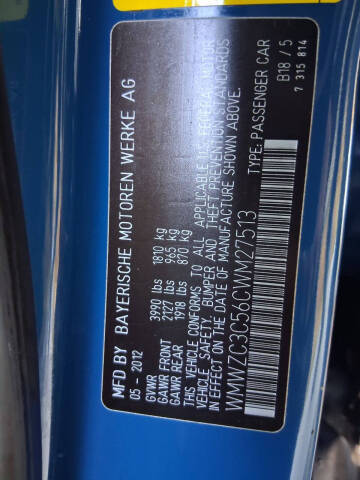 MFD BY BAYERISCHE MOTOREN WERKE AG
05 - 2012
GVWR 3990 lbs 1810 kg
GAWR FRONT 2127 lbs 965 kg
GAWR REAR 1918 lbs 870 kg
THIS VEHICLE CONFORMS TO ALL APPLICABLE U.S. FEDERAL MOTOR
VEHICLE SAFETY, BUMPER AND THEFT PREVENTION STANDARDS
IN EFFECT ON THE DATE OF MANUFACTURE SHOWN ABOVE.
WMWZC3C56CWM27513
TYPE: PASSENGER CAR
B18 / 5
7 315 814